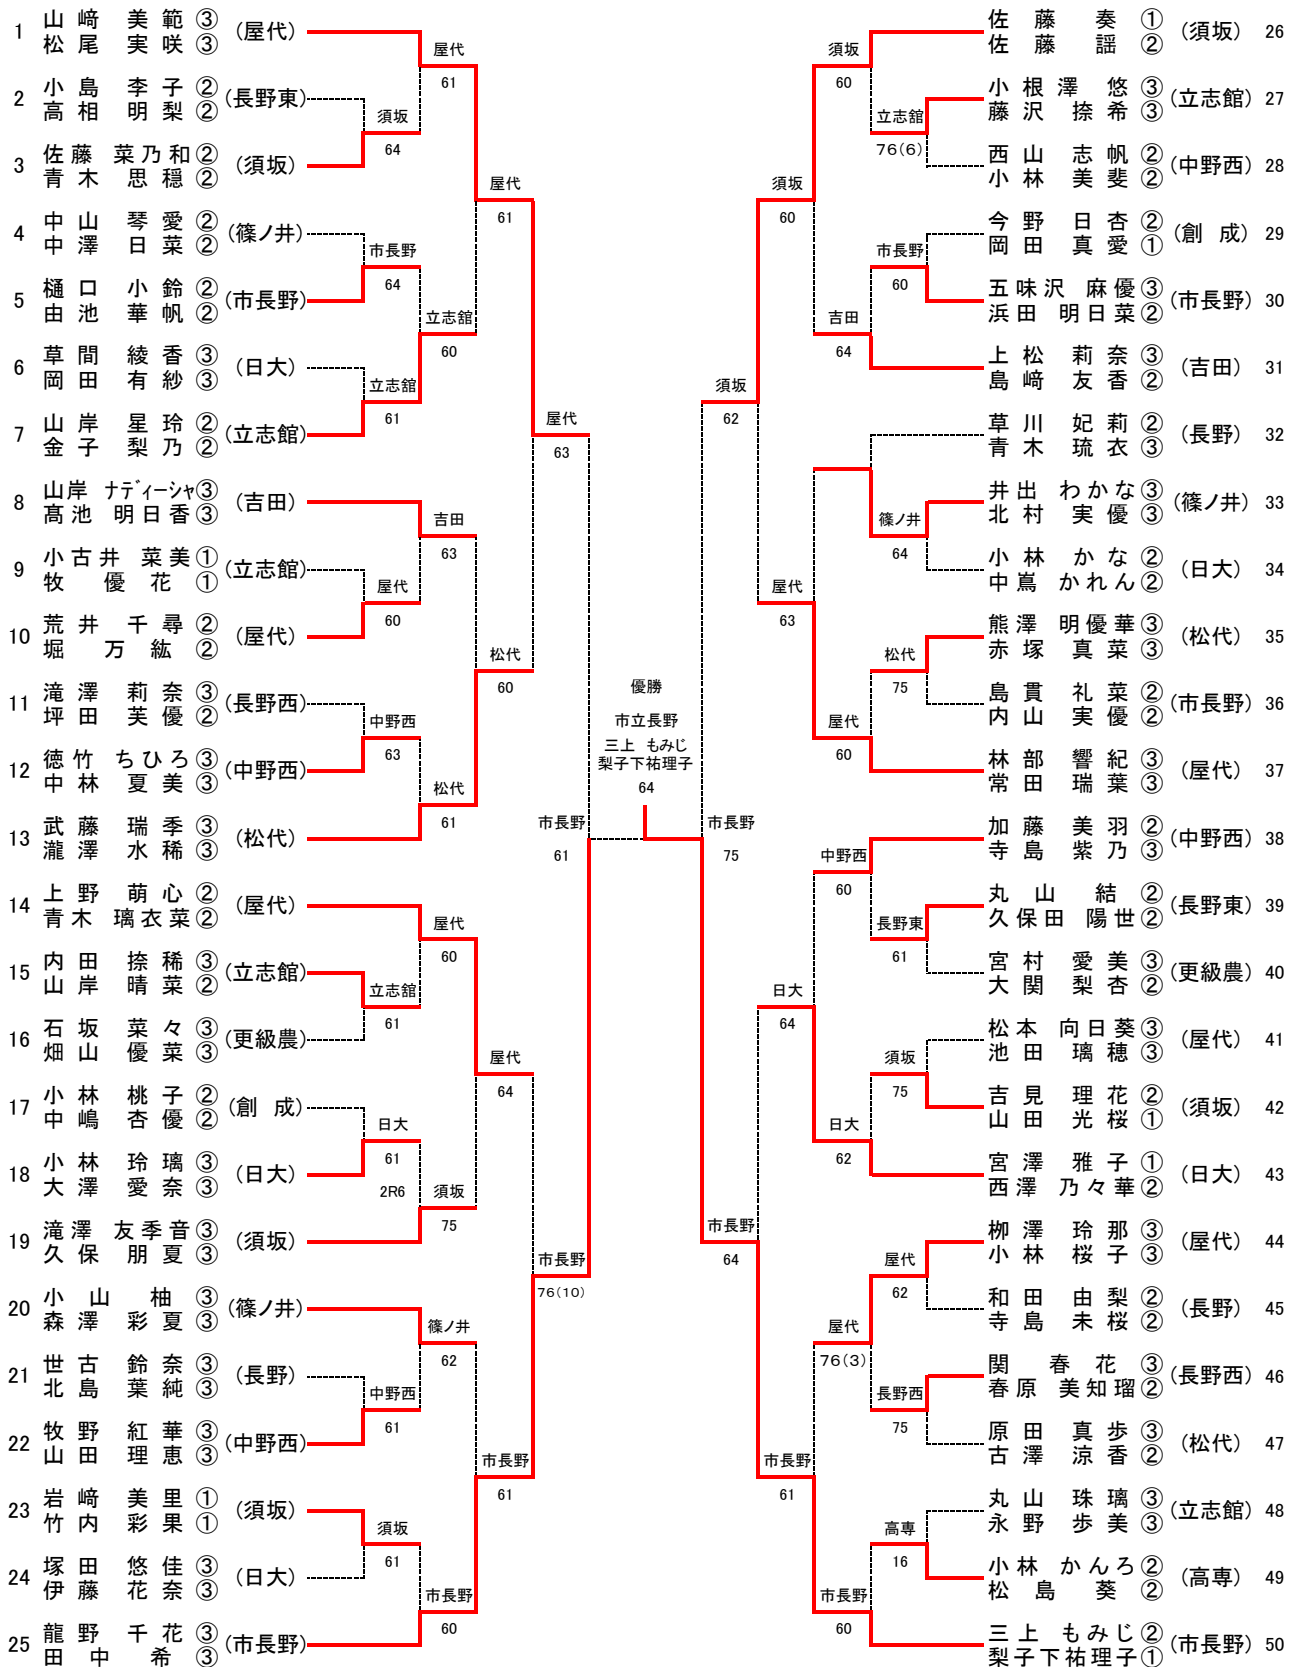 1 山﨑 美範③ 松尾実咲③ (屋代)
2 小島 李子② 高相明梨② (長野東)
3 佐藤 菜乃和② 青木思穏② (須坂)
4 中山 琴愛② 中澤日菜② (篠ノ井)
5 樋口 小鈴② 由池華帆② (市長野)
6 草間 綾香③ 岡田有紗③ (日大)
7 山岸 星玲② 金子梨乃② (立志館)
8 山岸 ナディーシャ③ 髙池明日香③ (吉田)
9 小古井 菜美① 牧優花① (立志館)
10 荒井 千尋② 堀万紘② (屋代)
11 滝澤 莉奈③ 坪田芙優② (長野西)
12 徳竹 ちひろ③ 中林夏美③ (中野西)
13 武藤 瑞季③ 瀧澤水稀③ (松代)
14 上野 萌心② 青木璃衣菜② (屋代)
15 内田 捺稀③ 山岸晴菜② (立志館)
16 石坂 菜々③ 畑山優菜③ (更級農)
17 小林 桃子② 中嶋杏優② (創成)
18 小林 玲璃③ 大澤愛奈③ (日大)
19 滝澤 友季音③ 久保朋夏③ (須坂)
20 小山 柚③ 森澤彩夏③ (篠ノ井)
21 世古 鈴奈③ 北島葉純③ (長野)
22 牧野 紅華③ 山田理恵③ (中野西)
23 岩﨑 美里① 竹内彩果① (須坂)
24 塚田 悠佳③ 伊藤花奈③ (日大)
25 龍野 千花③ 田中希③ (市長野)
須坂 64
市長野 64
立志館 61
屋代 60
中野西 63
立志館 61
日大 61
2R6
中野西 61
須坂 61
屋代 61
立志館 60
吉田 63
松代 61
屋代 60
須坂 75
篠ノ井 62
市長野 60
屋代 61
松代 60
屋代 64
市長野 61
屋代 63
市長野 76(10)
市長野 61
優勝
市立長野
三上 もみじ
梨子下祐理子
64
市長野 75
須坂 62
市長野 64
須坂 60
屋代 63
日大 64
市長野 61
須坂 60
吉田 64
屋代 60
中野西 60
日大 62
屋代 76(3)
市長野 60
立志舘 76(6)
市長野 60
篠ノ井 64
松代 75
長野東 61
須坂 75
屋代 62
長野西 75
高専 16
佐藤 奏① 佐藤謡② (須坂) 26
小根澤 悠③ 藤沢捺希③ (立志館) 27
西山 志帆② 小林美斐② (中野西) 28
今野 日杏② 岡田真愛① (創成) 29
五味沢 麻優③ 浜田明日菜② (市長野) 30
上松 莉奈③ 島﨑友香② (吉田) 31
草川 妃莉② 青木琉衣③ (長野) 32
井出 わかな③ 北村実優③ (篠ノ井) 33
小林 かな② 中嶌かれん② (日大) 34
熊澤 明優華③ 赤塚真菜③ (松代) 35
島貫 礼菜② 内山実優② (市長野) 36
林部 響紀③ 常田瑞葉③ (屋代) 37
加藤 美羽② 寺島紫乃③ (中野西) 38
丸山 結② 久保田陽世② (長野東) 39
宮村 愛美③ 大関梨杏② (更級農) 40
松本 向日葵③ 池田璃穂③ (屋代) 41
吉見 理花② 山田光桜① (須坂) 42
宮澤 雅子① 西澤乃々華② (日大) 43
栁澤 玲那③ 小林桜子③ (屋代) 44
和田 由梨② 寺島未桜② (長野) 45
関 春花③ 春原美知瑠② (長野西) 46
原田 真歩③ 古澤涼香② (松代) 47
丸山 珠璃③ 永野歩美③ (立志館) 48
小林 かんろ② 松島葵② (高専) 49
三上 もみじ② 梨子下祐理子① (市長野) 50